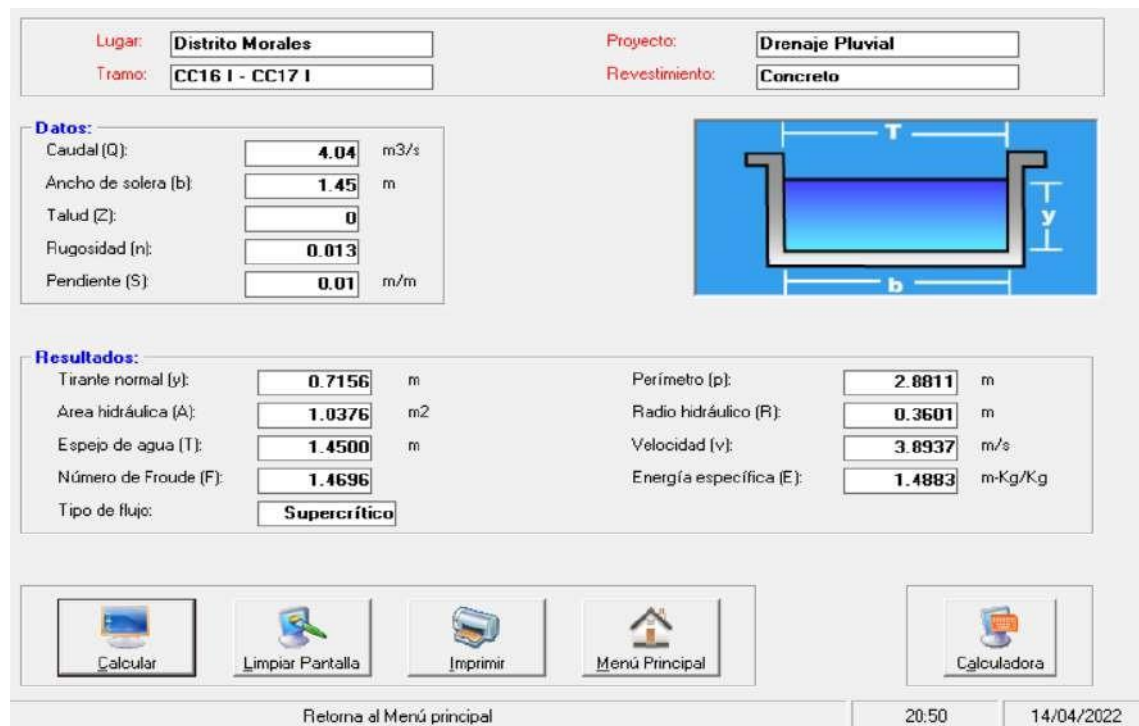 Lugar: Distrito Morales Proyecto: Drenaje Pluvial
Tramo: CC16 I - CC17 I Revestimiento: Concreto
Datos:
Caudal (Q): 4.04 m3/s
Ancho de solera (b): 1.45 m
Talud (Z): 0
Rugosidad (n): 0.013
Pendiente (S): 0.01 m/m
T
y
b
Resultados:
Tirante normal (y): 0.7156 m Perímetro (p): 2.8811 m
Area hidráulica (A): 1.0376 m2 Radio hidráulico (R): 0.3601 m
Espejo de agua (T): 1.4500 m Velocidad (v): 3.8937 m/s
Número de Froude (F): 1.4696 Energía específica (E): 1.4883 m-Kg/Kg
Tipo de flujo: Supercrítico
Calcular Limpiar Pantalla Imprimir Menú Principal Calculadora
Retorna al Menú principal 20:50 14/04/2022